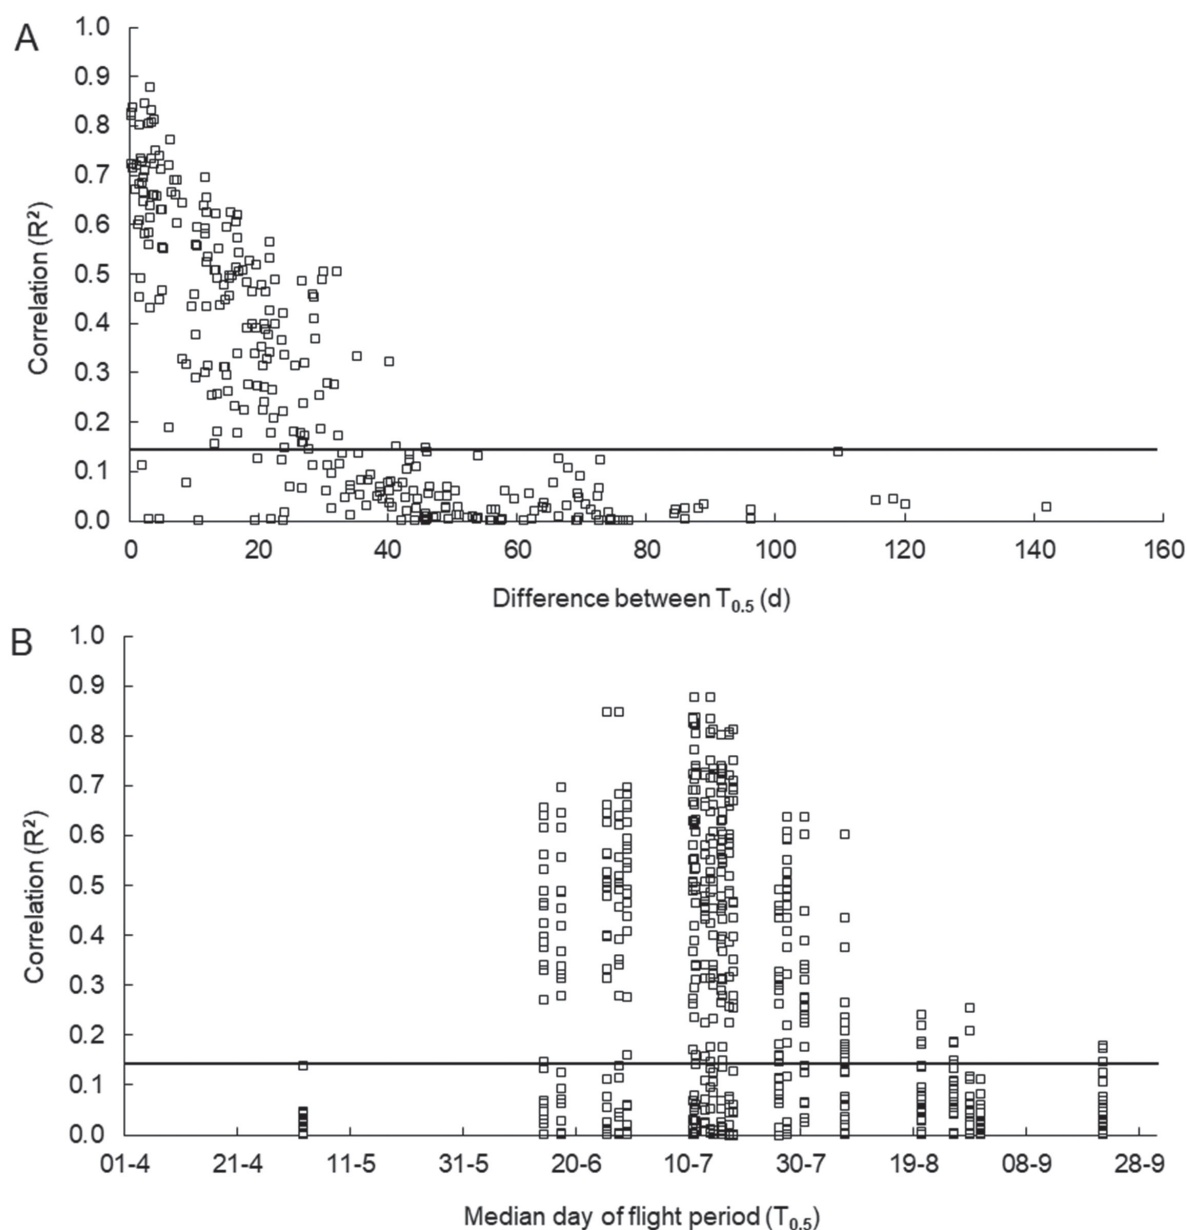 A
1.0
0.9
0.8
0.7
0.6
0.5
0.4
0.3
0.2
0.1
0.0
Correlation (R²)
0 20 40 60 80 100 120 140 160
Difference between T0.5 (d)
B
1.0
0.9
0.8
0.7
0.6
0.5
0.4
0.3
0.2
0.1
0.0
Correlation (R²)
01-4 21-4 11-5 31-5 20-6 10-7 30-7 19-8 08-9 28-9
Median day of flight period (T0.5)